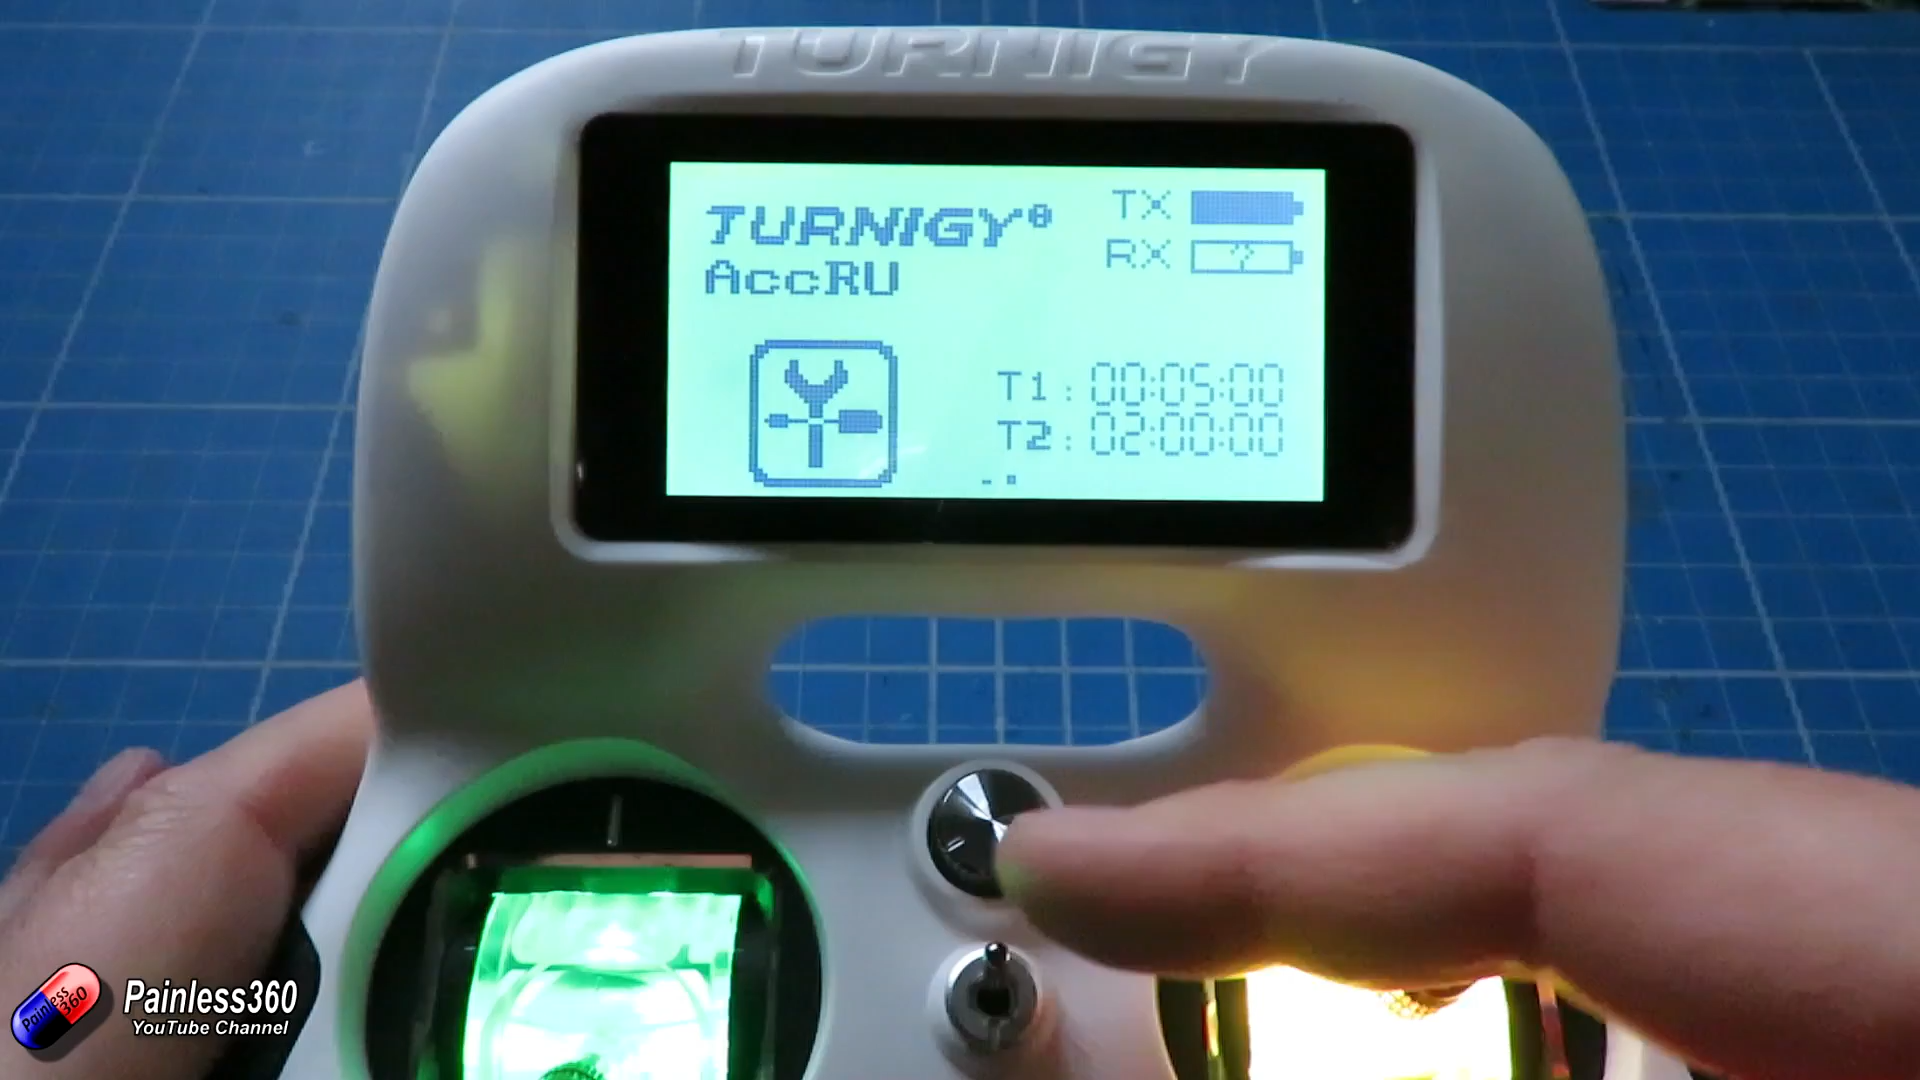 TURNIGY
TURNIGY®
AccRU
TX
RX ?
T1: 00:05:00
T2: 02:00:00
Painless360
Painless360
YouTube Channel